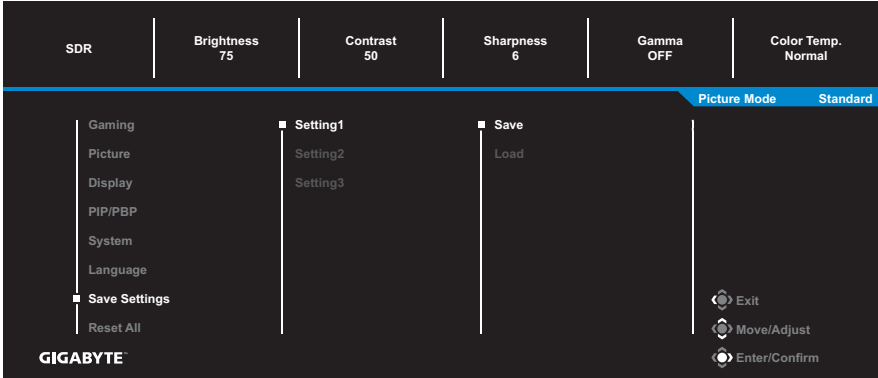 SDR
Brightness
75
Contrast
50
Sharpness
6
Gamma
OFF
Color Temp.
Normal
Picture Mode Standard
Gaming
Picture
Display
PIP/PBP
System
Language
Save Settings
Reset All
Setting1
Setting2
Setting3
Save
Load
Exit
Move/Adjust
Enter/Confirm
GIGABYTE™